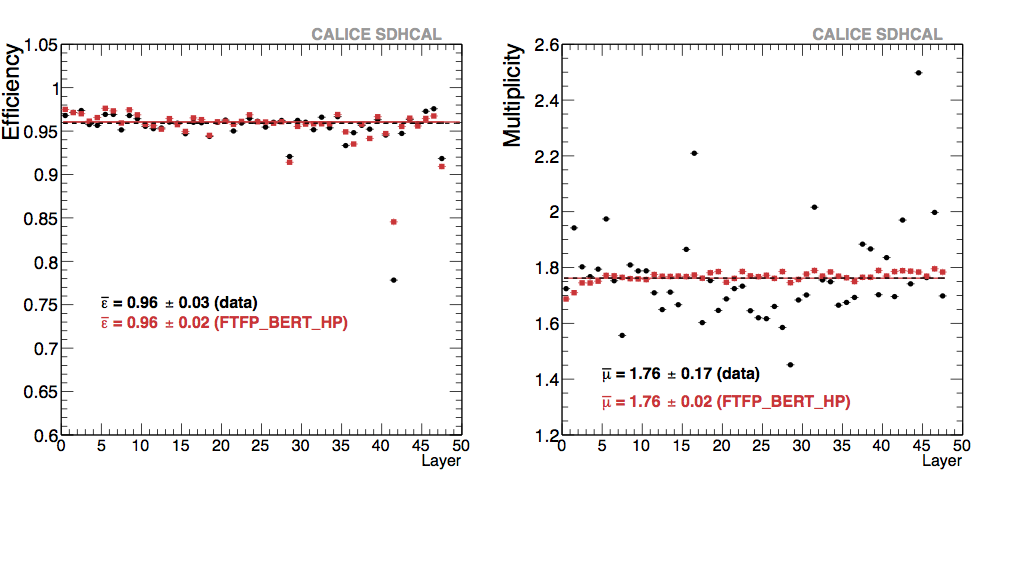 CALICE SDHCAL
Efficiency
1.05
1
0.95
0.9
0.85
0.8
0.75
0.7
0.65
0.6
ε̅ = 0.96 ± 0.03 (data)
ε̅ = 0.96 ± 0.02 (FTFP_BERT_HP)
0 5 10 15 20 25 30 35 40 45 50
Layer
CALICE SDHCAL
Multiplicity
2.6
2.4
2.2
2
1.8
1.6
1.4
1.2
μ̅ = 1.76 ± 0.17 (data)
μ̅ = 1.76 ± 0.02 (FTFP_BERT_HP)
0 5 10 15 20 25 30 35 40 45 50
Layer